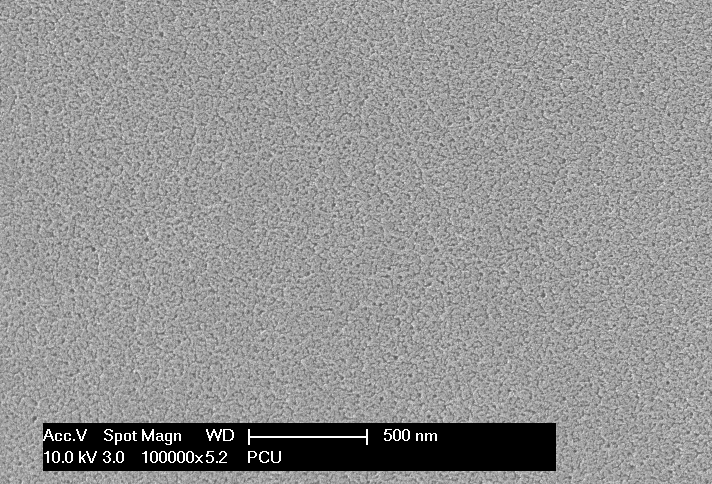 Acc.V Spot Magn WD 500 nm
10.0 kV 3.0 100000x 5.2 PCU